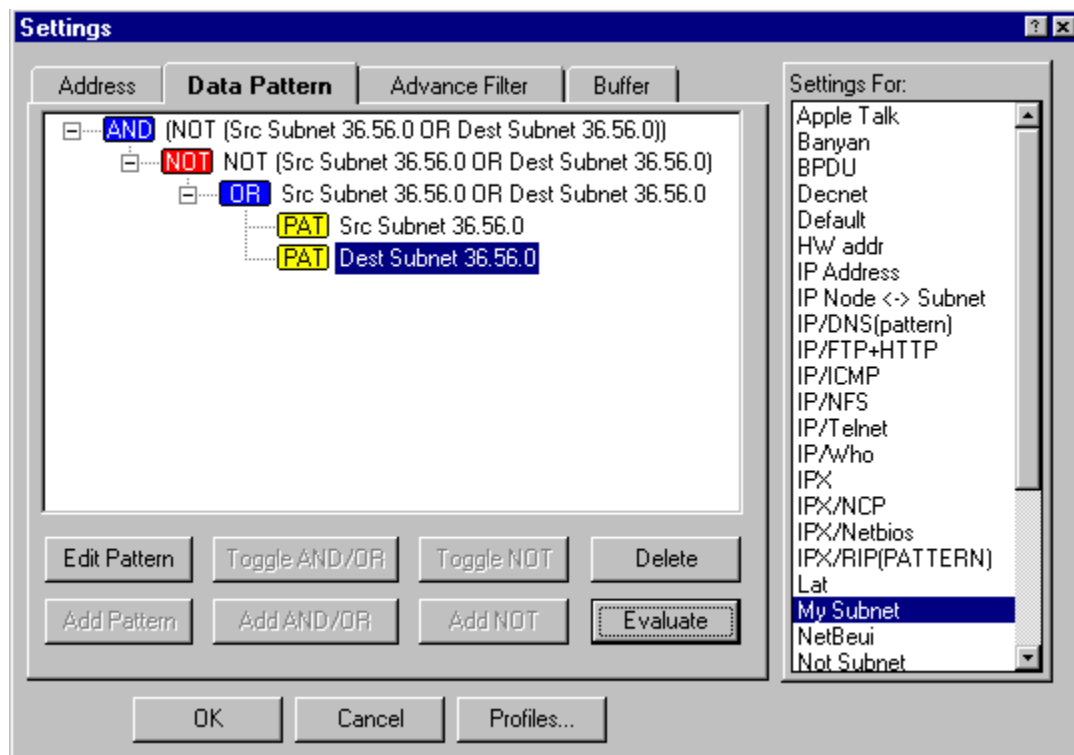 Settings
Address Data Pattern Advance Filter Buffer
AND (NOT (Src Subnet 36.56.0 OR Dest Subnet 36.56.0))
NOT NOT (Src Subnet 36.56.0 OR Dest Subnet 36.56.0)
OR Src Subnet 36.56.0 OR Dest Subnet 36.56.0
PAT Src Subnet 36.56.0
PAT Dest Subnet 36.56.0
Edit Pattern Toggle AND/OR Toggle NOT Delete
Add Pattern Add AND/OR Add NOT Evaluate
Settings For:
Apple Talk
Banyan
BPDU
Decnet
Default
HW addr
IP Address
IP Node <-> Subnet
IP/DNS(pattern)
IP/FTP+HTTP
IP/ICMP
IP/NFS
IP/Telnet
IP/Who
IPX
IPX/NCP
IPX/Netbios
IPX/RIP(PATTERN)
Lat
My Subnet
NetBeui
Not Subnet
OK Cancel Profiles...